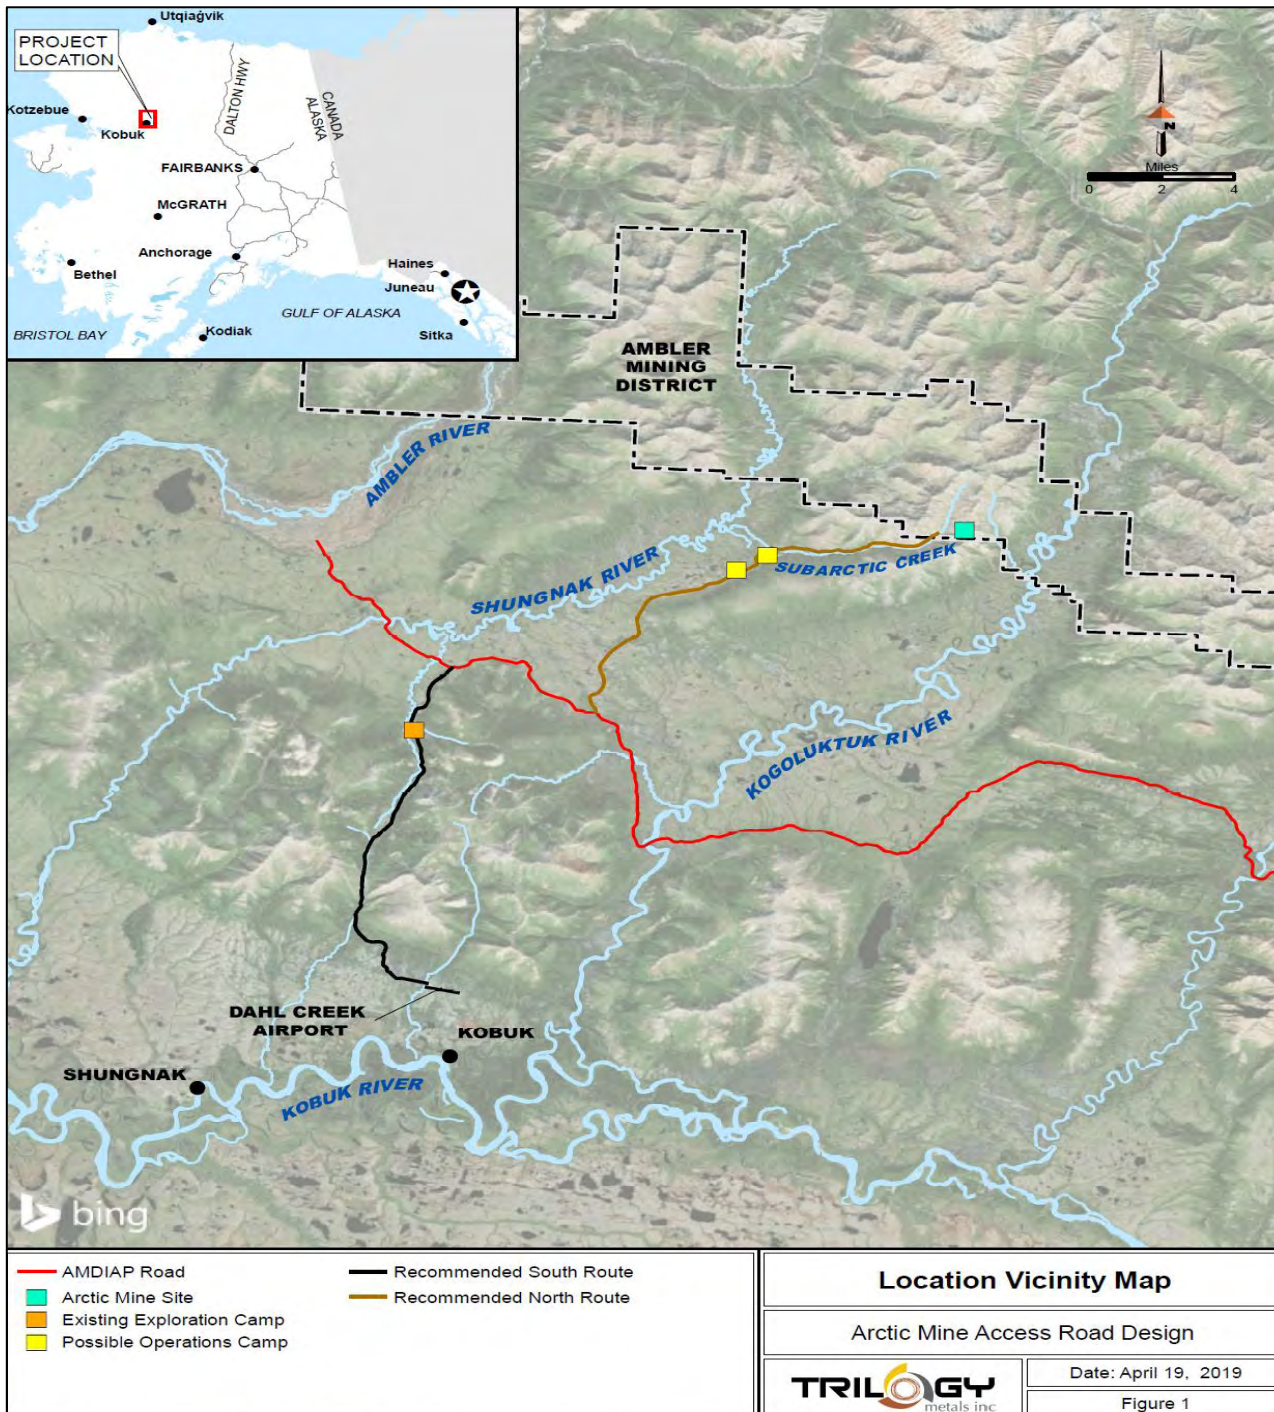 Utqiaġvik
PROJECT
LOCATION
DALTON HWY
CANADA
ALASKA
Kotzebue
Kobuk
FAIRBANKS
McGRATH
Anchorage
Bethel
Haines
Juneau
GULF OF ALASKA
BRISTOL BAY
Kodiak
Sitka
N
Miles
0 2 4
AMBLER
MINING
DISTRICT
AMBLER RIVER
SHUNGNAK RIVER
SUBARCTIC CREEK
KOGOLUKTUK RIVER
DAHL CREEK
AIRPORT
KOBUK
SHUNGNAK
KOBUK RIVER
bing
AMDIAP Road
Arctic Mine Site
Existing Exploration Camp
Possible Operations Camp
Recommended South Route
Recommended North Route
Location Vicinity Map
Arctic Mine Access Road Design
TRILOGY
metals inc
Date: April 19, 2019
Figure 1